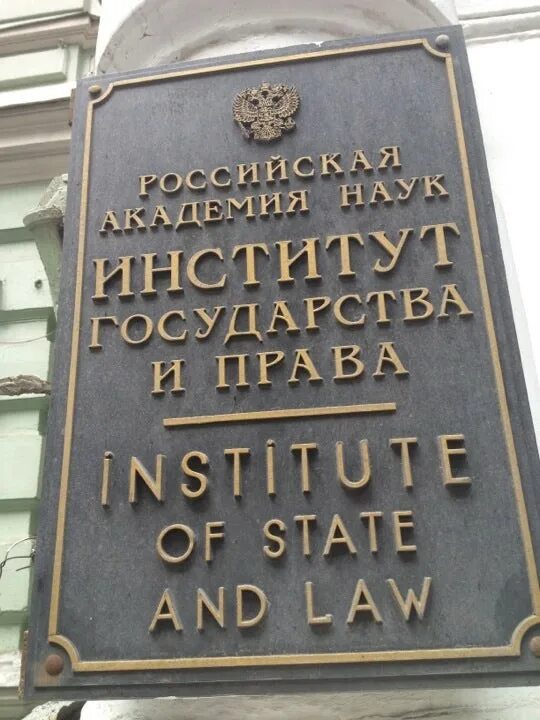 РОССИЙСКАЯ
АКАДЕМИЯ НАУК
ИНСТИТУТ
ГОСУДАРСТВА
И ПРАВА
iNSTiTUTE
OF STATE
AND LAW